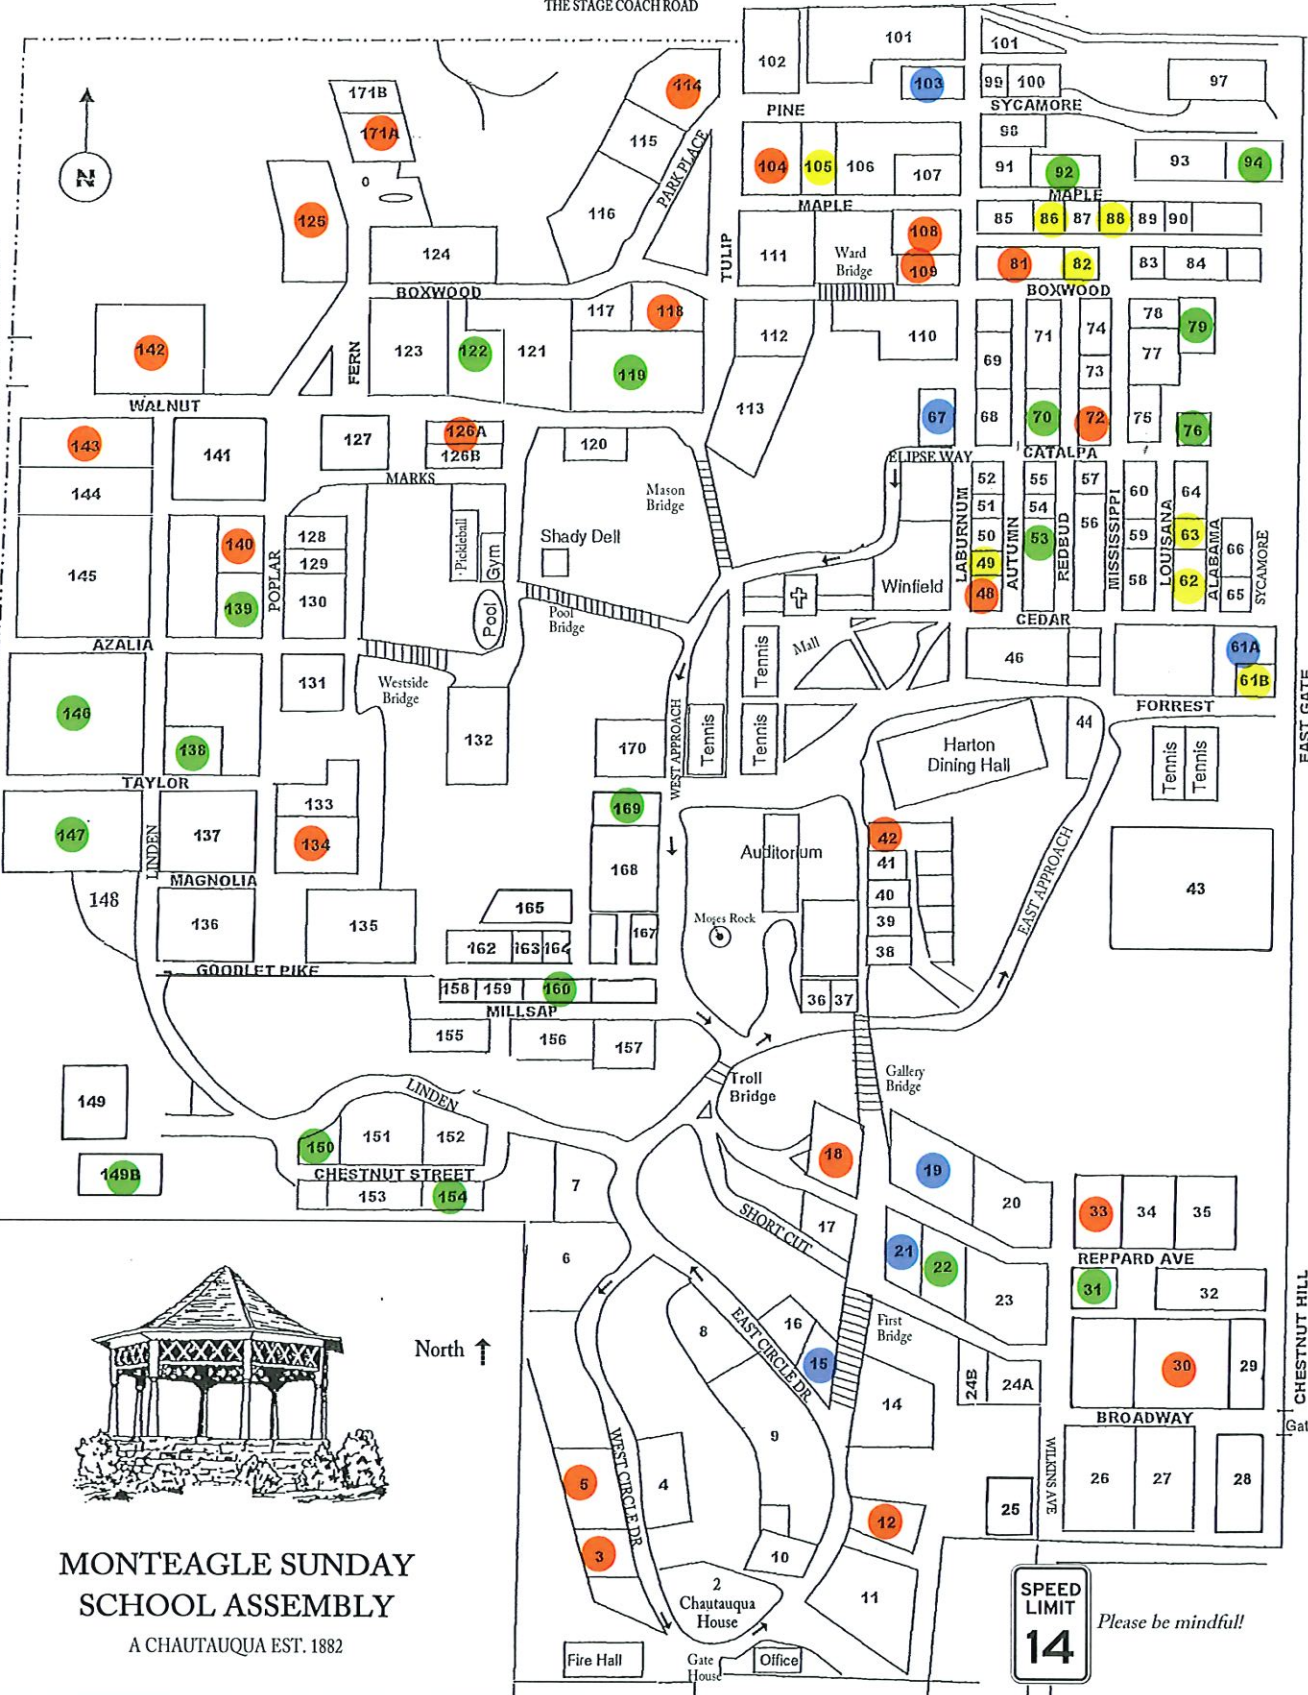 THE STAGE COACH ROAD
101
102
101
103
99 100
97
SYCAMORE
PINE
171B
171A
114
115
116
PARK PLACE
104 105 106
107
98
91
92
93
94
MAPLE
MAPLE
N
0
125
124
TULIP
111
Ward
Bridge
108
109
85 86 87 88 89 90
81 82
83 84
BOXWOOD
BOXWOOD
117
118
123
122
121
119
112
110
69
71
74
73
78
77
79
142
FERN
WALNUT
113
67
68
70
72
75
76
143
141
127
126A
126B
120
ELIPSE WAY
CATALPA
144
MARKS
Mason
Bridge
52
51
50
49
48
55
54
53
57
56
60
59
58
64
63
62
66
65
LABURNUM
AUTUMN
REDBUD
MISSISSIPPI
LOUISANA
ALABAMA
SYCAMORE
145
140
139
POPLAR
128
129
130
Pickleball
Gym
Pool
Shady Dell
Pool
Bridge
Winfield
CEDAR
AZALIA
Westside
Bridge
Tennis
Mall
46
61A
61B
131
146
138
132
170
WEST APPROACH
Tennis
Tennis
Harton
Dining Hall
44
FORREST
EAST GATE
Tennis
Tennis
TAYLOR
133
134
169
168
147
LINDEN
137
MAGNOLIA
148
136
135
165
162 163 164
167
Auditorium
Moses Rock
42
41
40
39
38
EAST APPROACH
43
GOODLET PIKE
158 159 160
36 37
MILLSAP
155
156
157
149
LINDEN
Troll
Bridge
Gallery
Bridge
150
151
152
149B
CHESTNUT STREET
153
154
7
18
19
20
33 34 35
SHORT CUT
17
21
22
REPPARD AVE
6
31
32
23
North
EAST CIRCLE DR
8
16
15
First
Bridge
30
29
CHESTNUT HILL
24B
24A
14
9
BROADWAY
Gat
WEST CIRCLE DR
5
4
WILKINS AVE
26
27
28
25
12
3
10
11
2
Chautauqua
House
Fire Hall
Gate
House
Office
MONTEAGLE SUNDAY
SCHOOL ASSEMBLY
A CHAUTAUQUA EST. 1882
SPEED
LIMIT
14
Please be mindful!